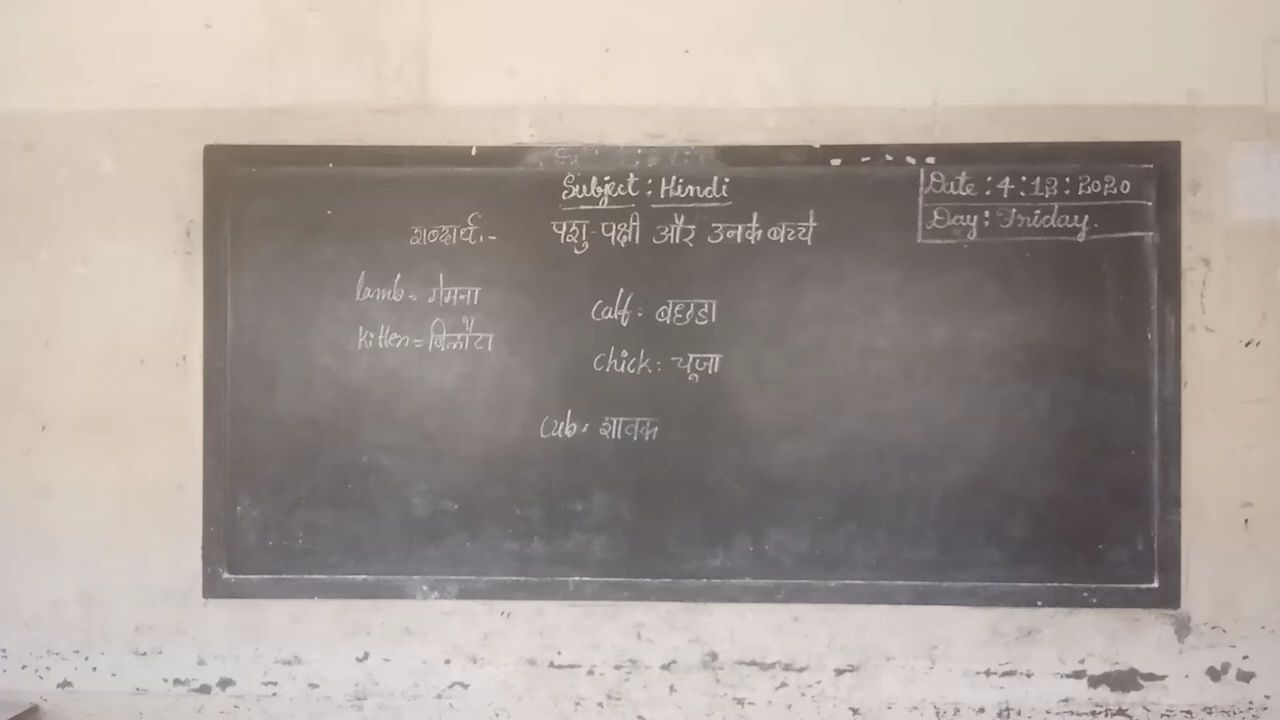 Subject : Hindi
Date : 4 : 12 : 2020
Day : Friday.
शब्दार्थ :- पशु-पक्षी और उनके बच्चे
lamb = मेमना
calf : बछडा
kitten = बिलौटा
chick : चूजा
cub = शावक